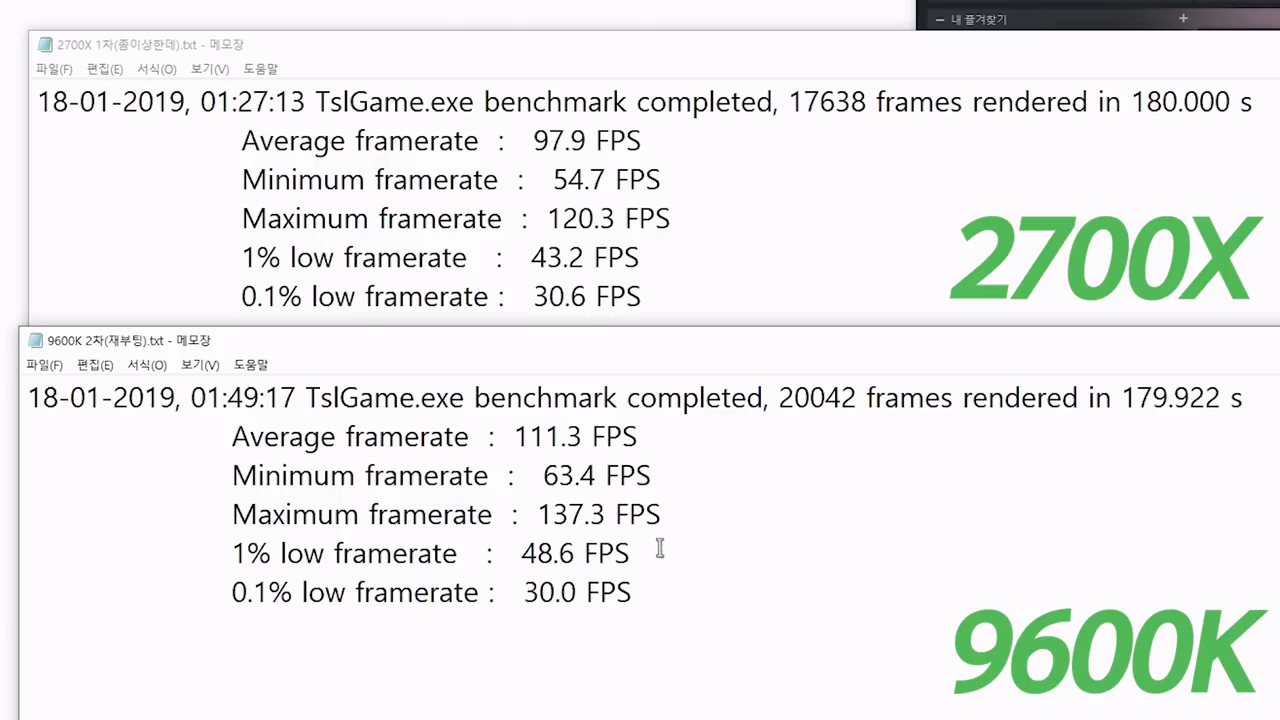 내 즐겨찾기
2700X 1차(좀이상한데).txt - 메모장
파일(F) 편집(E) 서식(O) 보기(V) 도움말
18-01-2019, 01:27:13 TslGame.exe benchmark completed, 17638 frames rendered in 180.000 s
Average framerate : 97.9 FPS
Minimum framerate : 54.7 FPS
Maximum framerate : 120.3 FPS
1% low framerate : 43.2 FPS
0.1% low framerate : 30.6 FPS
2700X
9600K 2차(재부팅).txt - 메모장
파일(F) 편집(E) 서식(O) 보기(V) 도움말
18-01-2019, 01:49:17 TslGame.exe benchmark completed, 20042 frames rendered in 179.922 s
Average framerate : 111.3 FPS
Minimum framerate : 63.4 FPS
Maximum framerate : 137.3 FPS
1% low framerate : 48.6 FPS
0.1% low framerate : 30.0 FPS
9600K